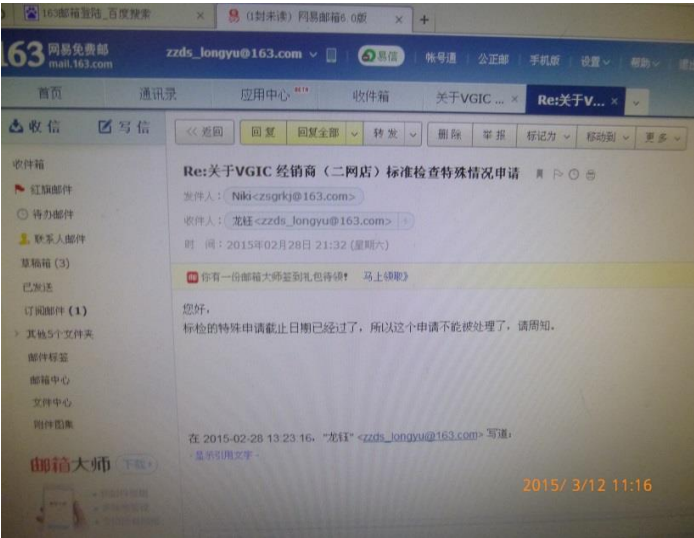 163邮箱登陆_百度搜索 ×
(1封未读) 网易邮箱6.0版 × +
163 网易免费邮
mail.163.com
zzds_longyu@163.com
易信
帐号通
公正邮
手机版
设置
帮助
首页
通讯录
应用中心
BETA
收件箱
关于VGIC ... ×
Re:关于V... ×
收信
写信
<< 返回
回复
回复全部
转发
删除
举报
标记为
移动到
更多
收件箱
红旗邮件
待办邮件
联系人邮件
草稿箱 (3)
已发送
订阅邮件 (1)
其他5个文件夹
邮件标签
邮箱中心
文件中心
附件图集
邮箱大师
下载
Re:关于VGIC 经销商（二网店）标准检查特殊情况申请
发件人：Niki<zsgrkj@163.com>
收件人：龙钰<zzds_longyu@163.com> +
时 间：2015年02月28日 21:32 (星期六)
你有一份邮箱大师签到礼包待领！ 马上领取》
您好，
标检的特殊申请截止日期已经过了，所以这个申请不能被处理了，请周知。
在 2015-02-28 13:23:16，"龙钰" <zzds_longyu@163.com> 写道：
- 显示引用文字 -
2015/ 3/12 11:16